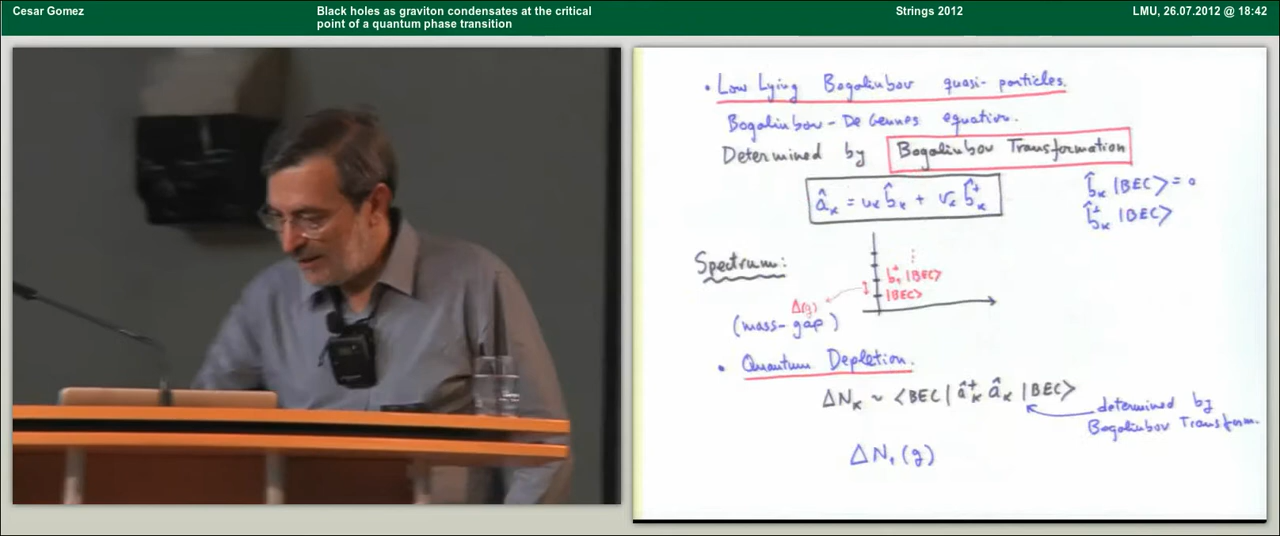 Cesar Gomez
Black holes as graviton condensates at the critical
point of a quantum phase transition
Strings 2012
LMU, 26.07.2012 @ 18:42
• Low Lying Bogoliubov quasi-particles.
Bogoliubov - De Gennes equation.
Determined by Bogoliubov Transformation
â_k = u_k b̂_k + v_k b̂⁺_k
b̂_k |BEC> = 0
b̂⁺_k |BEC>
Spectrum:
⋮
b⁺₁ |BEC>
|BEC>
Δ(g)
(mass-gap)
• Quantum Depletion.
ΔN_k ~ <BEC| â⁺_k â_k |BEC>
determined by
Bogoliubov Transform.
ΔN₁(g)